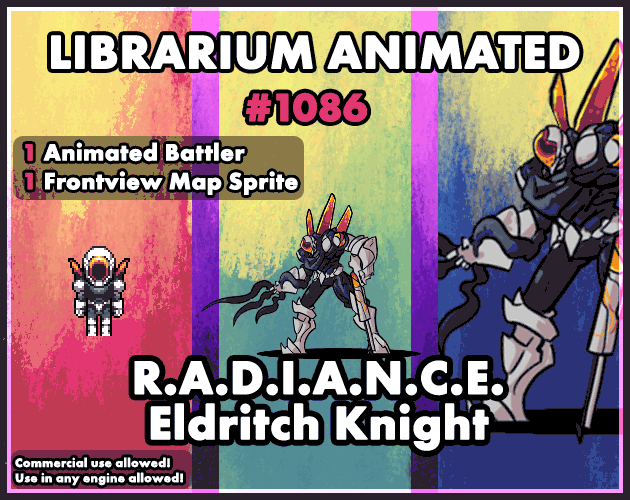 LIBRARIUM ANIMATED
#1086
1 Animated Battler
1 Frontview Map Sprite
R.A.D.I.A.N.C.E.
Eldritch Knight
Commercial use allowed!
Use in any engine allowed!